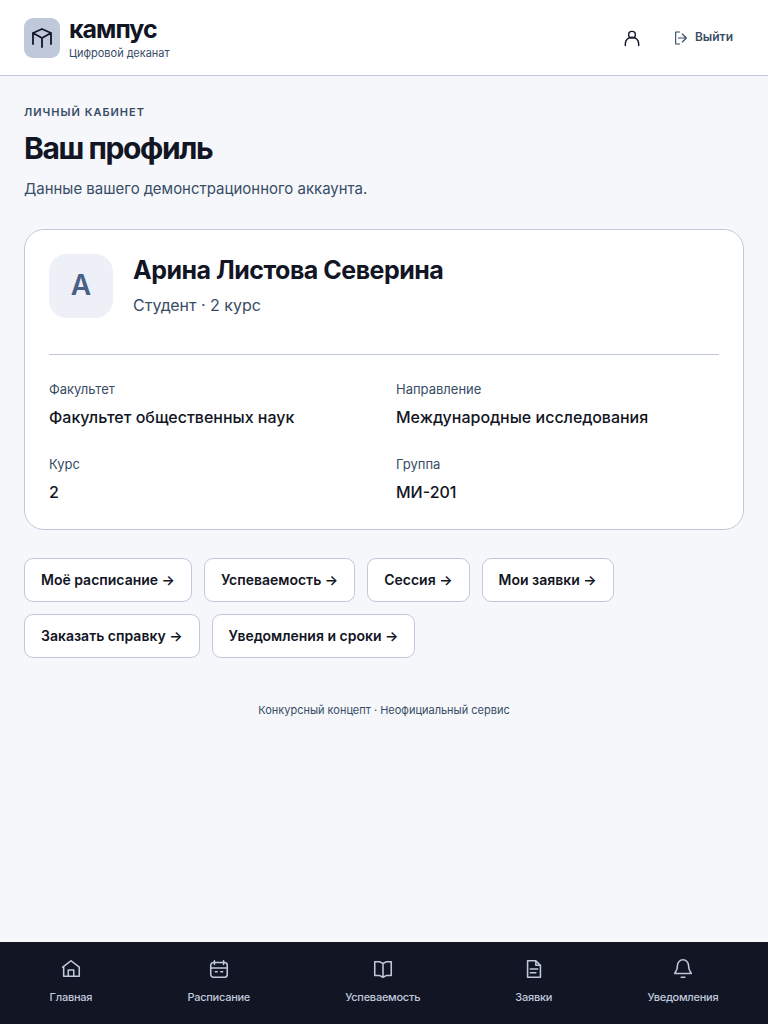 кампус
Цифровой деканат
Выйти
ЛИЧНЫЙ КАБИНЕТ
Ваш профиль
Данные вашего демонстрационного аккаунта.
А
Арина Листова Северина
Студент · 2 курс
Факультет
Факультет общественных наук
Направление
Международные исследования
Курс
2
Группа
МИ-201
Моё расписание →
Успеваемость →
Сессия →
Мои заявки →
Заказать справку →
Уведомления и сроки →
Конкурсный концепт · Неофициальный сервис
Главная
Расписание
Успеваемость
Заявки
Уведомления